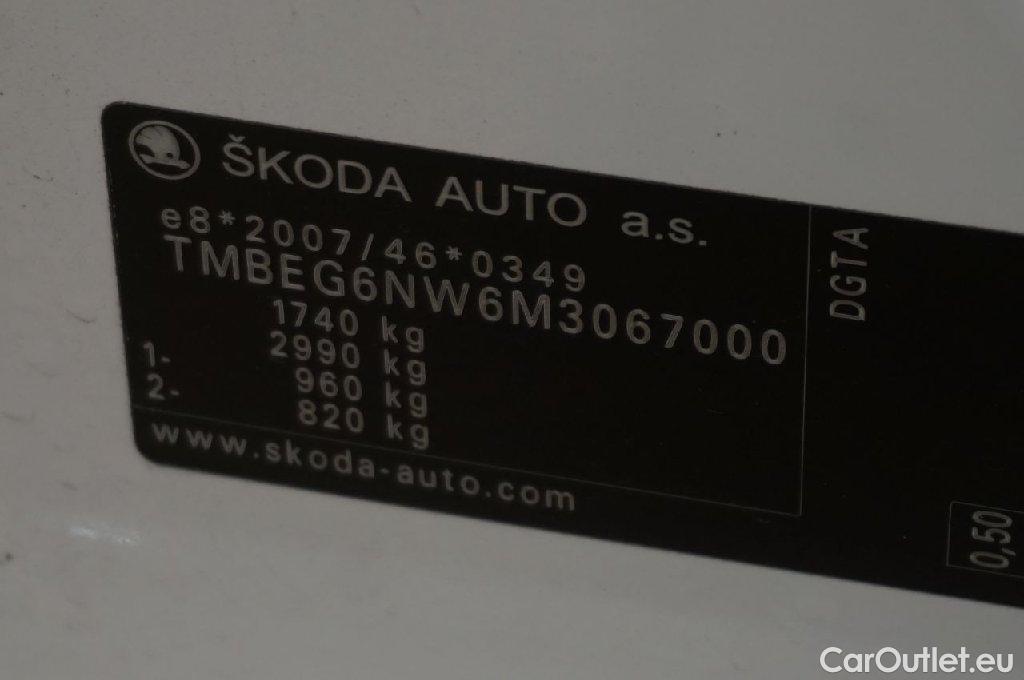 ŠKODA AUTO a.s.
e8*2007/46*0349
TMBEG6NW6M3067000
1740 kg
2990 kg
1- 960 kg
2- 820 kg
www.skoda-auto.com
DGTA
0,50
CarOutlet.eu